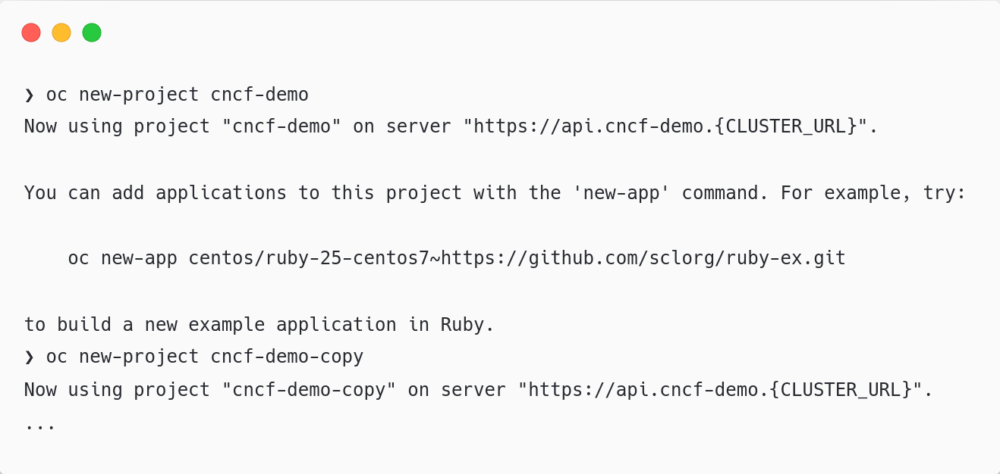 ❯ oc new-project cncf-demo
Now using project "cncf-demo" on server "https://api.cncf-demo.{CLUSTER_URL}".
You can add applications to this project with the 'new-app' command. For example, try:
oc new-app centos/ruby-25-centos7~https://github.com/sclorg/ruby-ex.git
to build a new example application in Ruby.
❯ oc new-project cncf-demo-copy
Now using project "cncf-demo-copy" on server "https://api.cncf-demo.{CLUSTER_URL}".
...